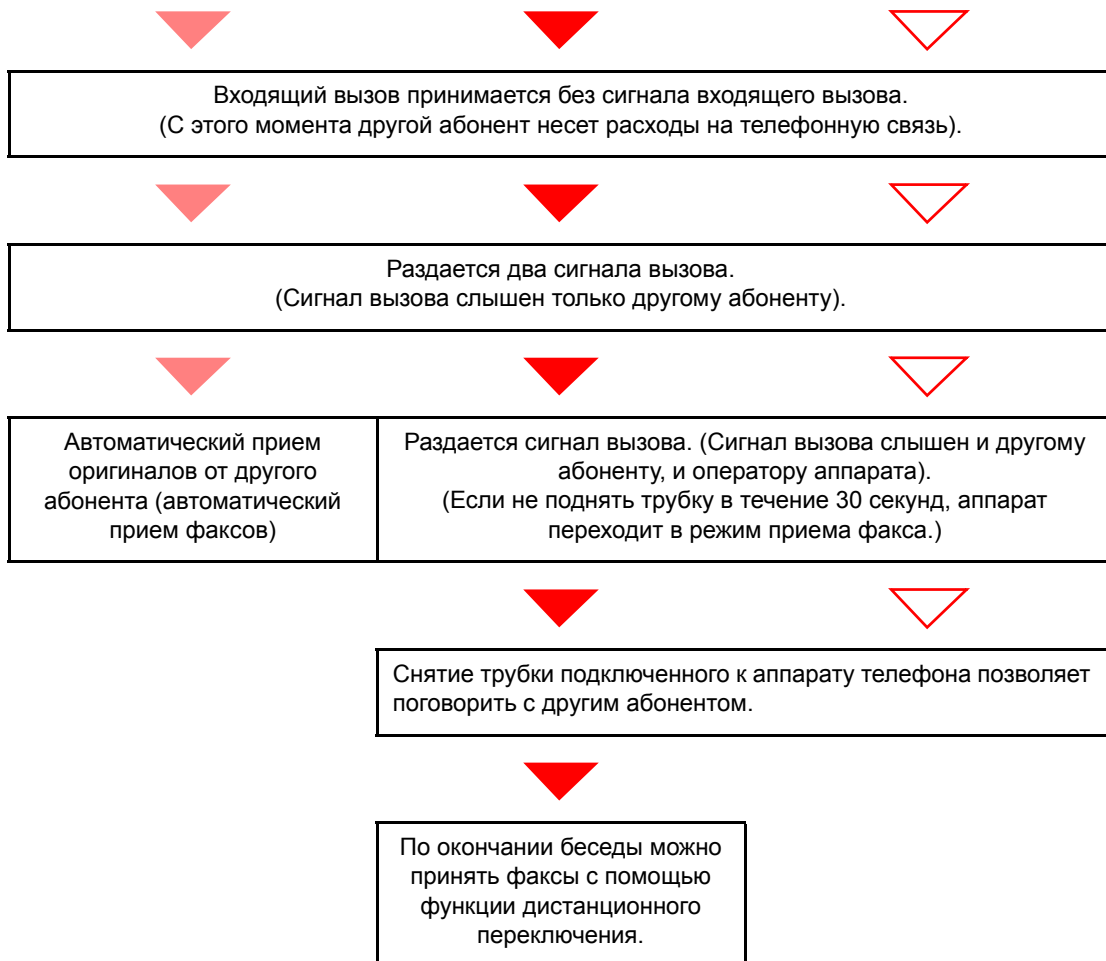 Входящий вызов принимается без сигнала входящего вызова.
(С этого момента другой абонент несет расходы на телефонную связь).
Раздается два сигнала вызова.
(Сигнал вызова слышен только другому абоненту).
Автоматический прием
оригиналов от другого
абонента (автоматический
прием факсов)
Раздается сигнал вызова. (Сигнал вызова слышен и другому
абоненту, и оператору аппарата).
(Если не поднять трубку в течение 30 секунд, аппарат
переходит в режим приема факса.)
Снятие трубки подключенного к аппарату телефона позволяет
поговорить с другим абонентом.
По окончании беседы можно
принять факсы с помощью
функции дистанционного
переключения.